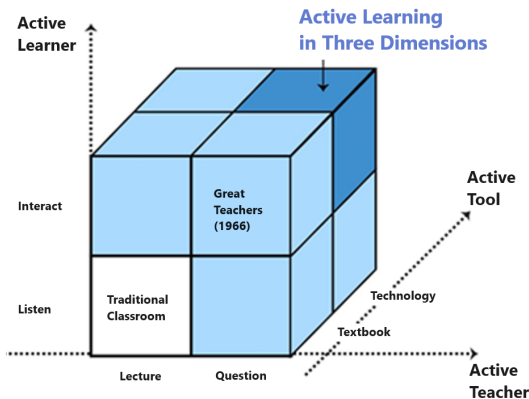 Active
Learner
Active Learning
in Three Dimensions
Interact
Great
Teachers
(1966)
Active
Tool
Listen
Traditional
Classroom
Technology
Textbook
Lecture
Question
Active
Teacher